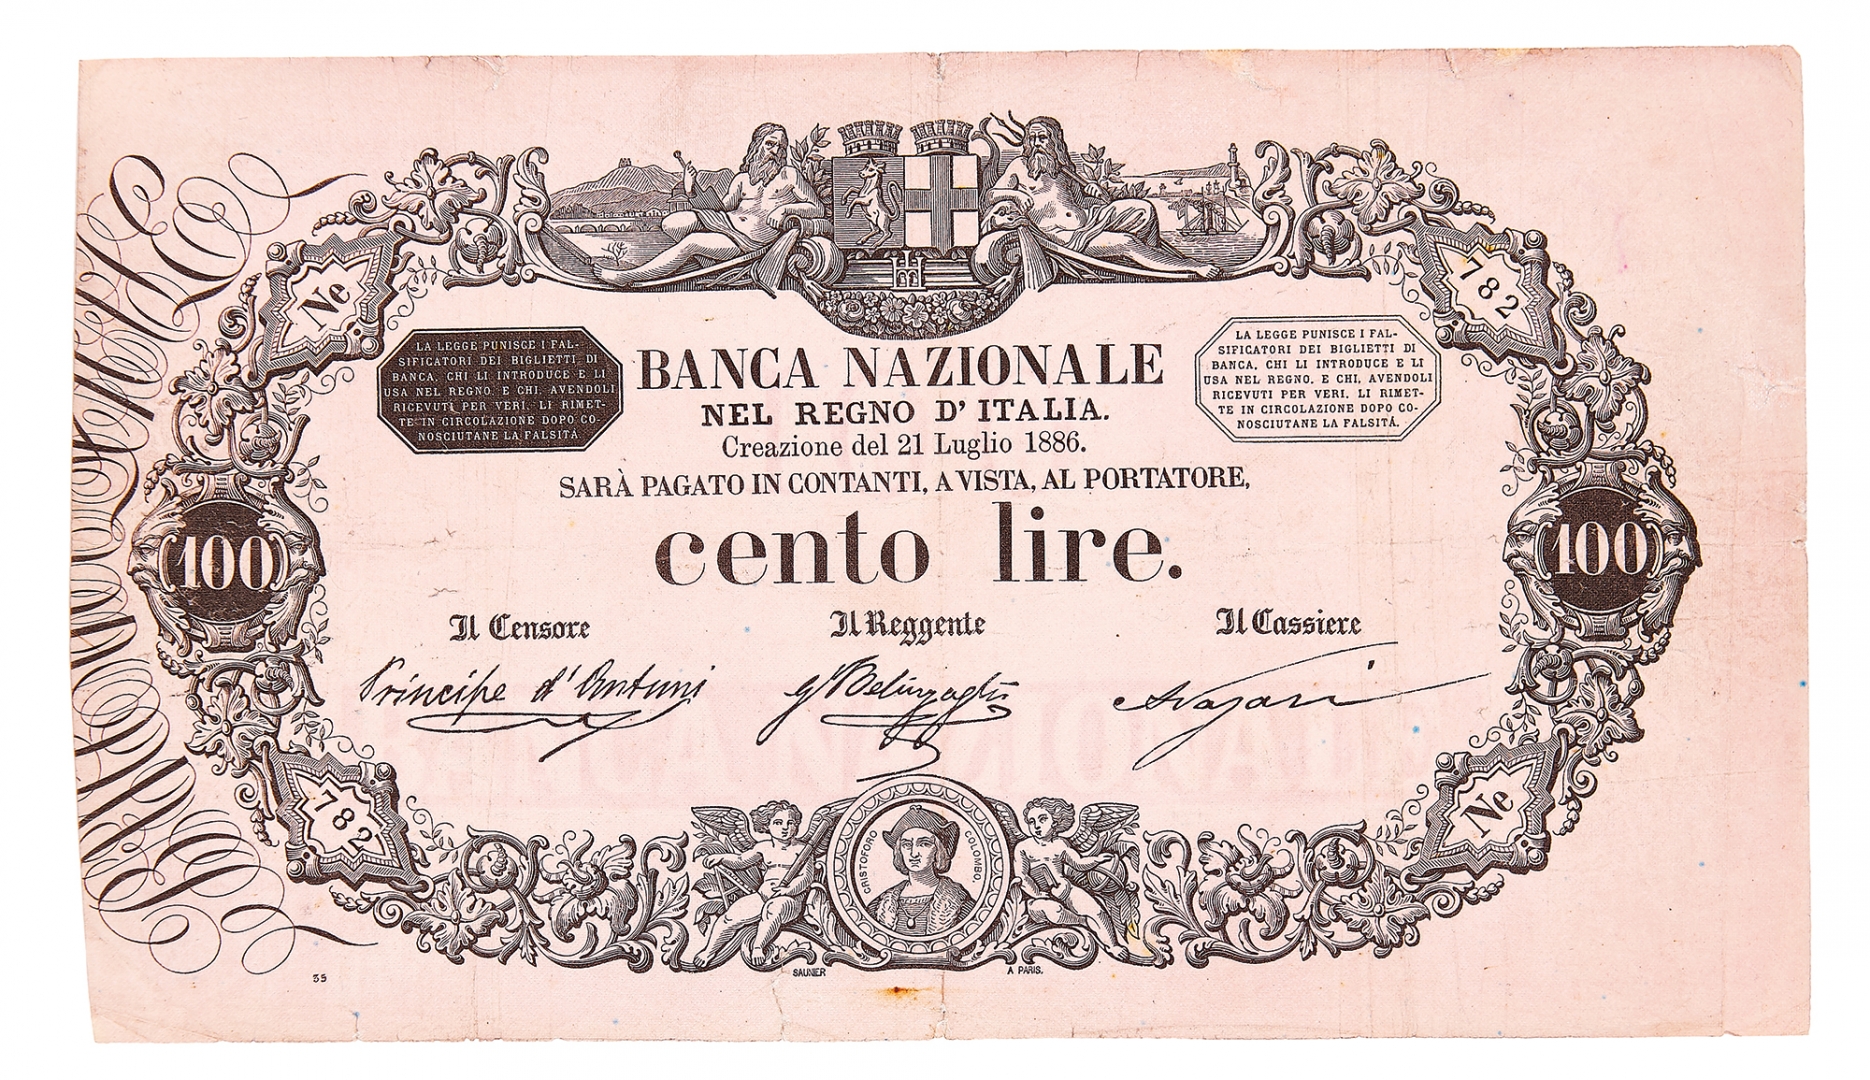 Ne
782
LA LEGGE PUNISCE I FAL-
SIFICATORI DEI BIGLIETTI DI
BANCA, CHI LI INTRODUCE E LI
USA NEL REGNO, E CHI, AVENDOLI
RICEVUTI PER VERI, LI RIMET-
TE IN CIRCOLAZIONE DOPO CO-
NOSCIUTANE LA FALSITÀ
BANCA NAZIONALE
NEL REGNO D'ITALIA.
Creazione del 21 Luglio 1886.
LA LEGGE PUNISCE I FAL-
SIFICATORI DEI BIGLIETTI DI
BANCA, CHI LI INTRODUCE E LI
USA NEL REGNO, E CHI, AVENDOLI
RICEVUTI PER VERI, LI RIMET-
TE IN CIRCOLAZIONE DOPO CO-
NOSCIUTANE LA FALSITÀ.
SARÀ PAGATO IN CONTANTI, A VISTA, AL PORTATORE,
100
cento lire.
100
Il Censore
Il Reggente
Il Cassiere
Principe d'Antuni
782
Ne
CRISTOFORO COLOMBO.
SAUNIER
A PARIS.
35